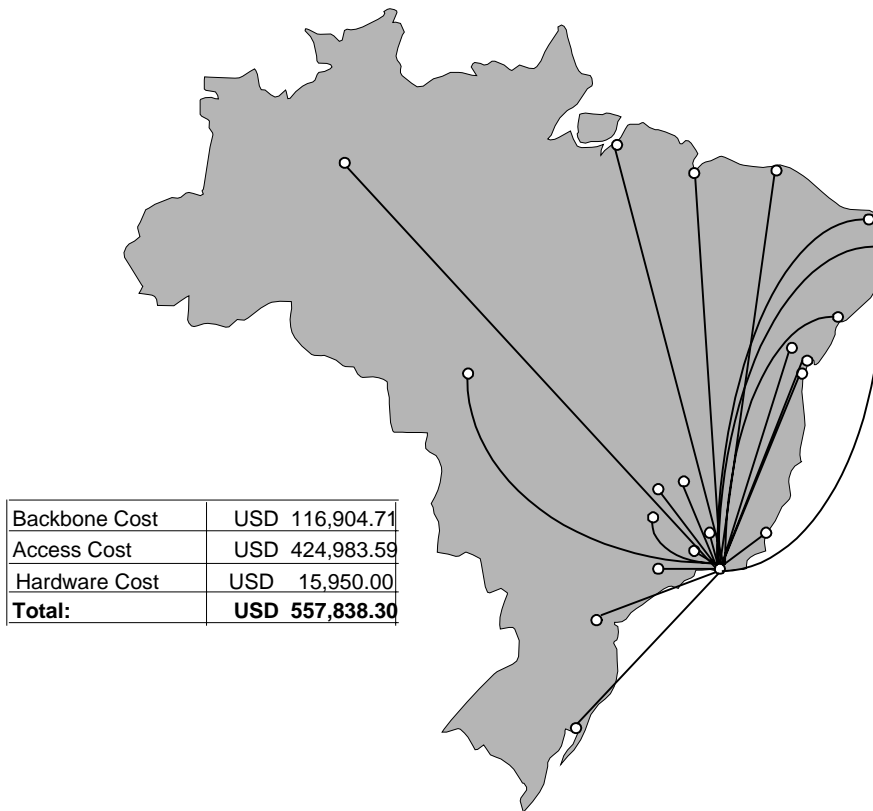 Backbone Cost USD 116,904.71
Access Cost USD 424,983.59
Hardware Cost USD 15,950.00
Total: USD 557,838.30